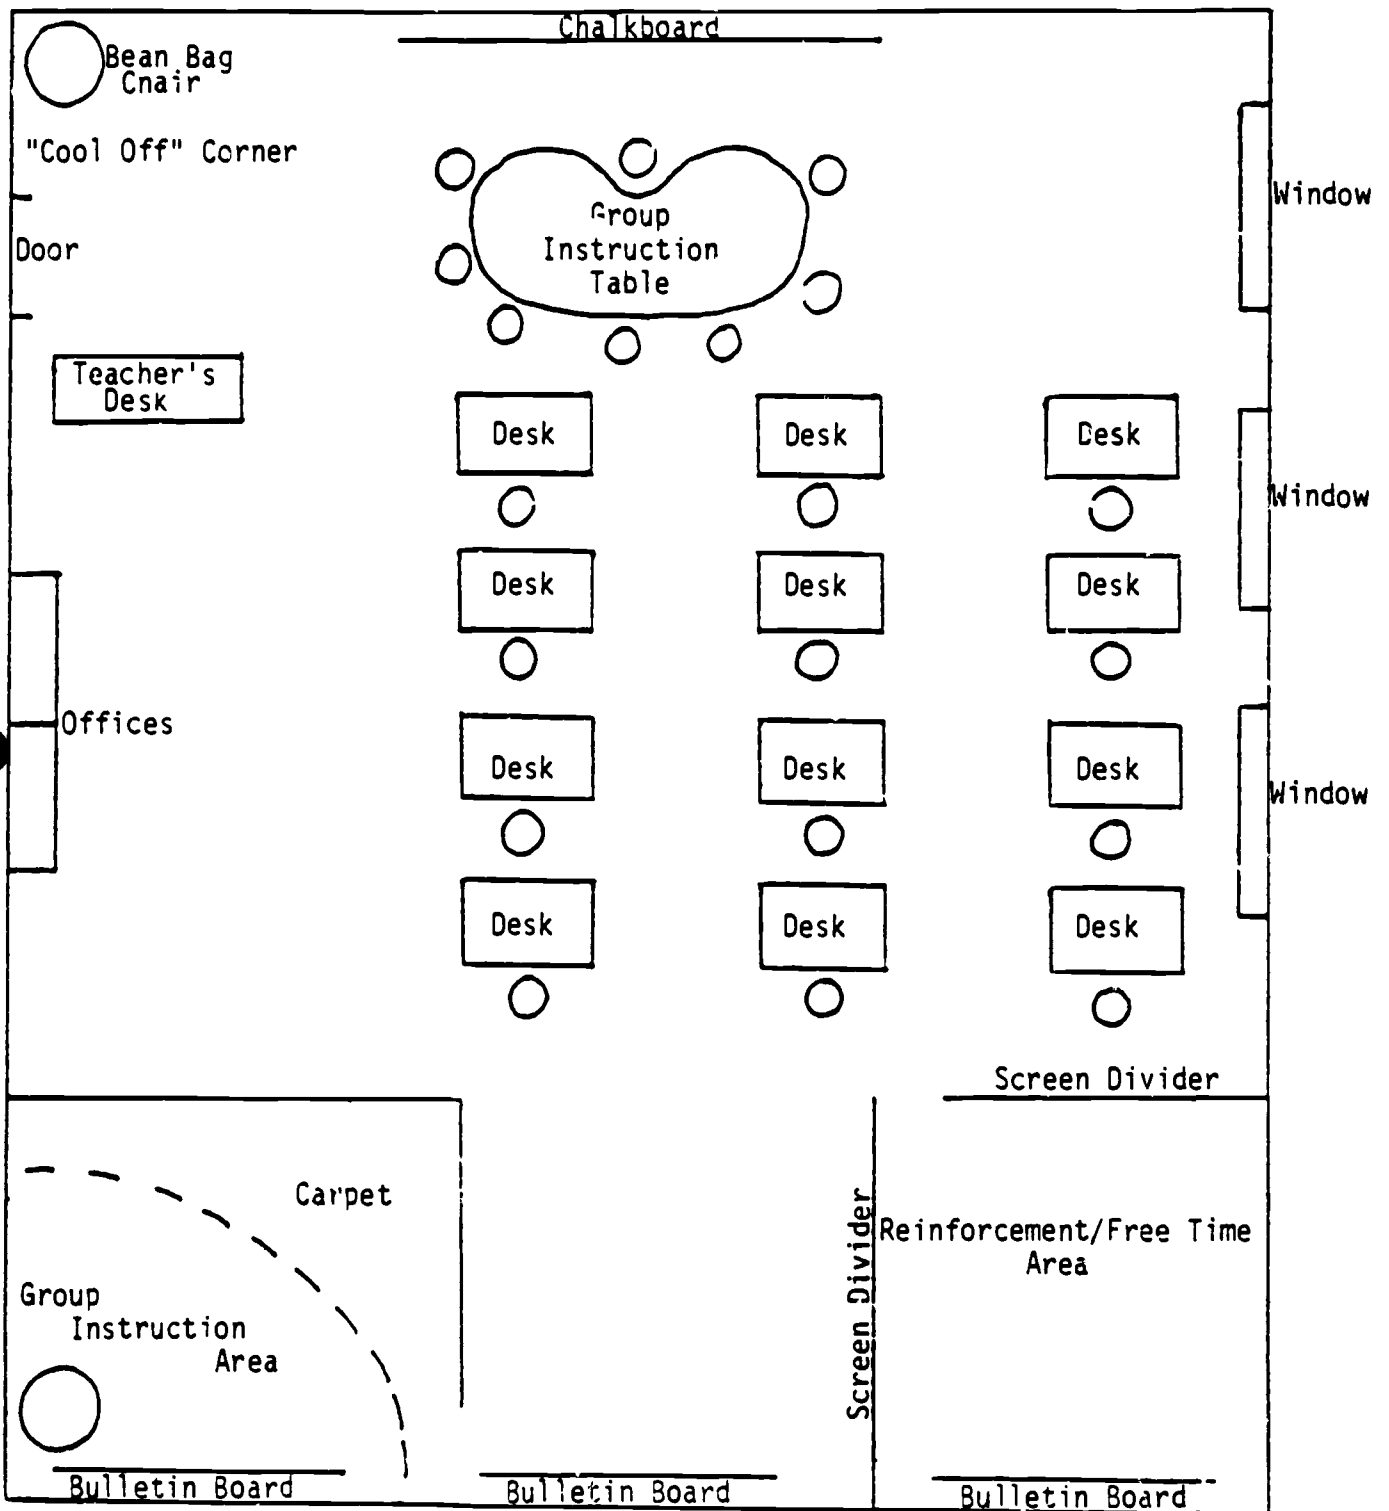 Chalkboard
Bean Bag
Cnair
"Cool Off" Corner
Window
Group
Instruction
Table
Door
Teacher's
Desk
Desk Desk Desk
Window
Desk Desk Desk
Offices
Desk Desk Desk
Window
Desk Desk Desk
Screen Divider
Carpet
Screen Divider
Reinforcement/Free Time
Area
Group
Instruction
Area
Bulletin Board
Bulletin Board
Bulletin Board